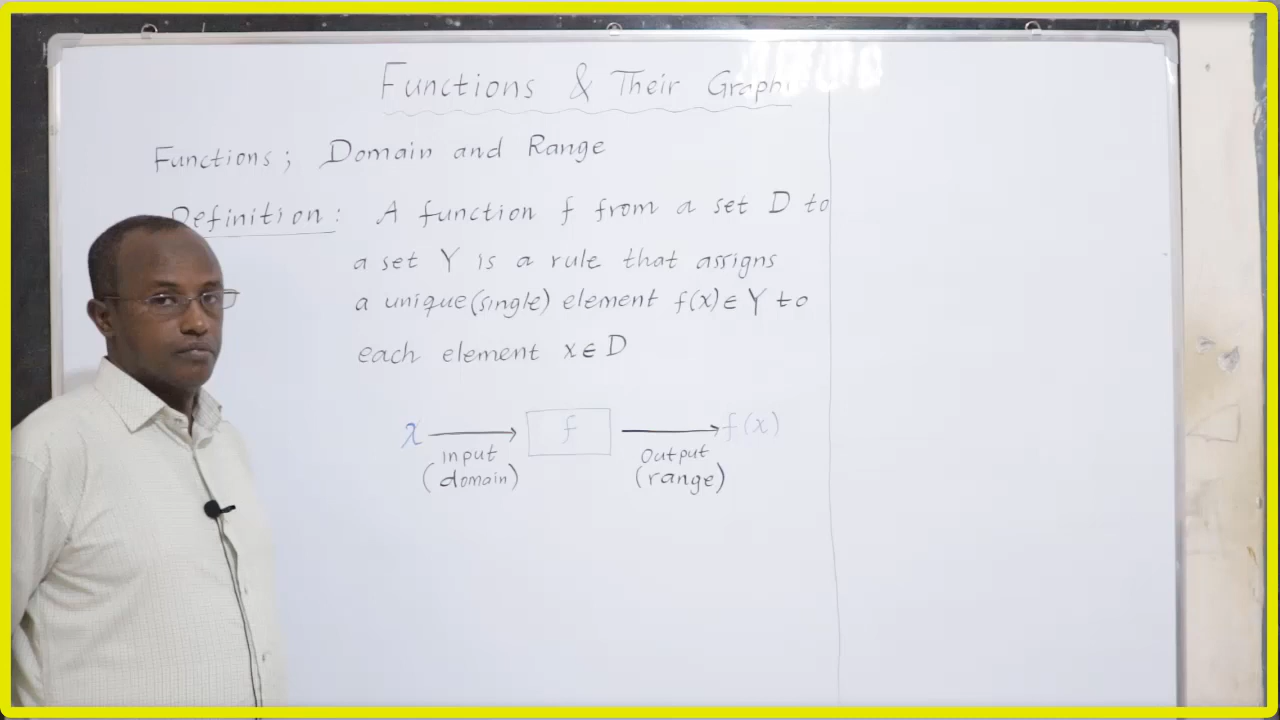 Functions & Their Graph
Functions; Domain and Range
Definition: A function f from a set D to
a set Y is a rule that assigns
a unique (single) element f(x) ∈ Y to
each element x ∈ D
x → f → f(x)
input output
(domain) (range)